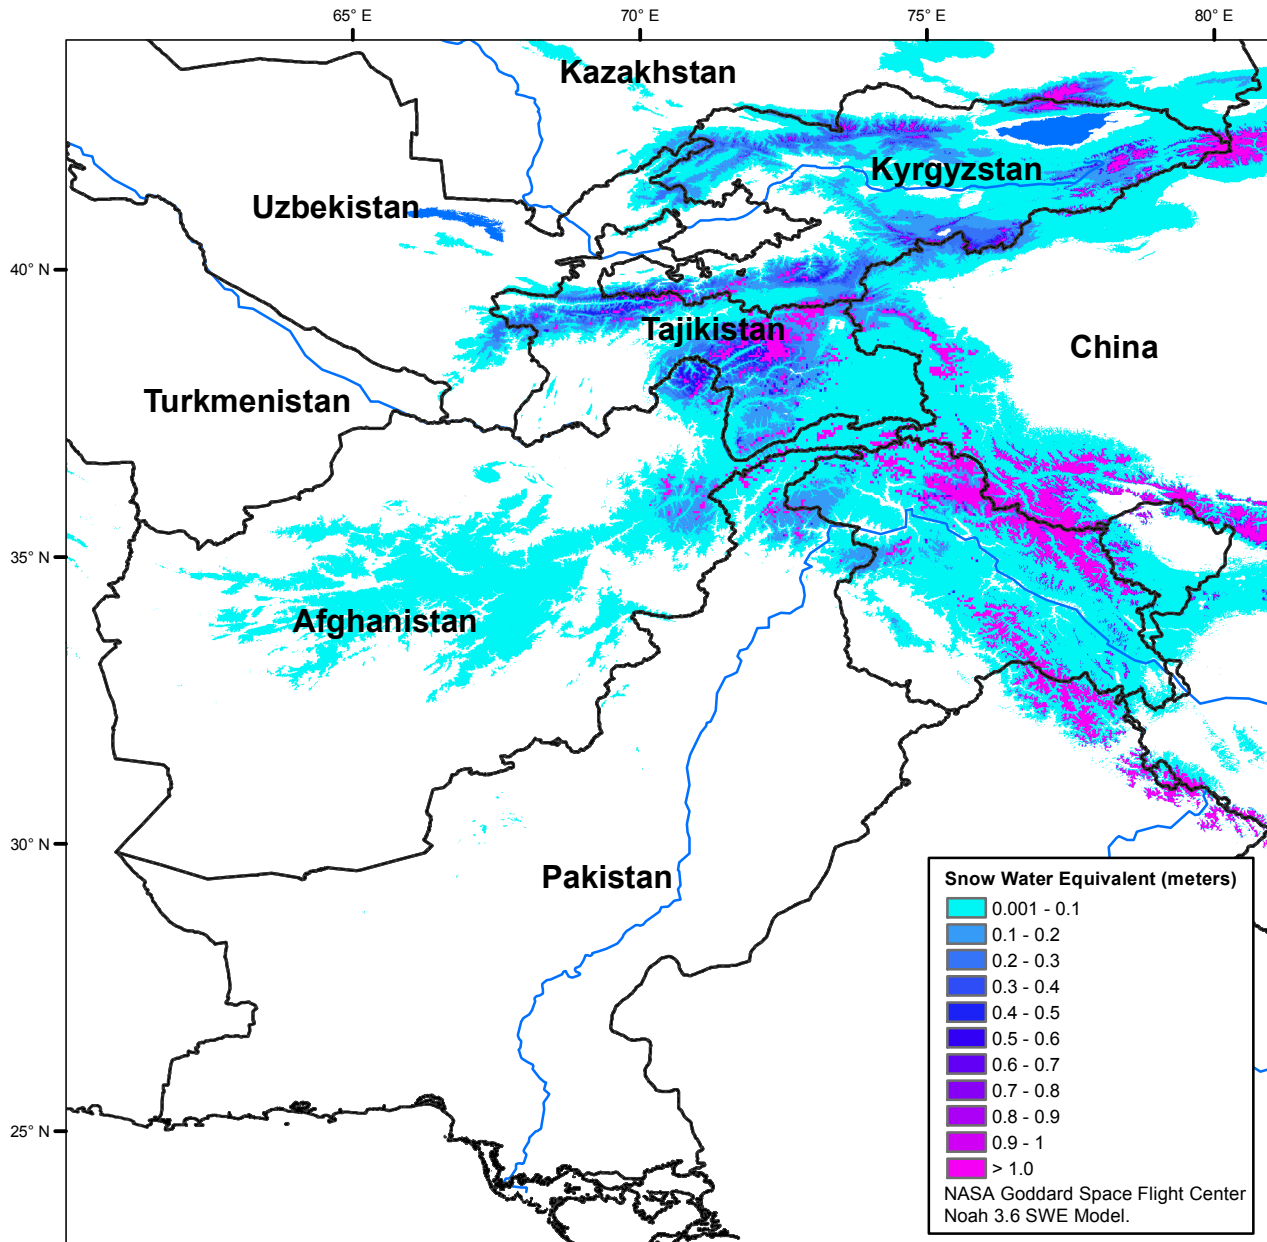 65° E
70° E
75° E
80° E
Kazakhstan
Kyrgyzstan
Uzbekistan
40° N
Tajikistan
China
Turkmenistan
35° N
Afghanistan
30° N
Pakistan
Snow Water Equivalent (meters)
0.001 - 0.1
0.1 - 0.2
0.2 - 0.3
0.3 - 0.4
0.4 - 0.5
0.5 - 0.6
0.6 - 0.7
0.7 - 0.8
0.8 - 0.9
0.9 - 1
> 1.0
NASA Goddard Space Flight Center
Noah 3.6 SWE Model.
25° N